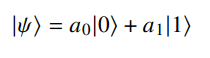 |ψ⟩ = a₀|0⟩ + a₁|1⟩